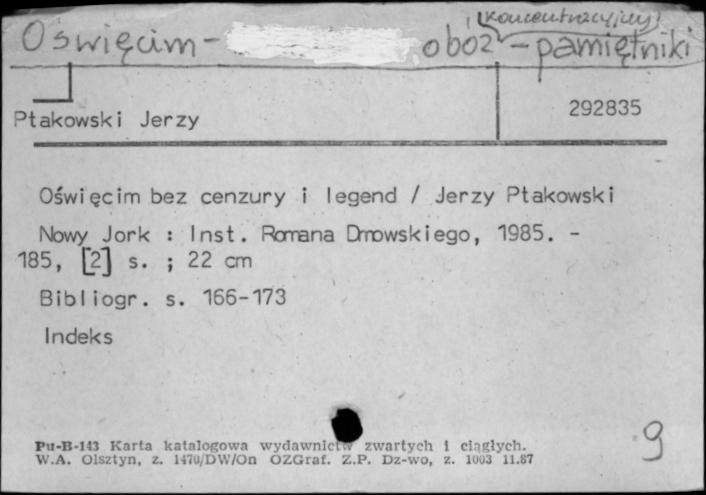 (koncentracyjny)
Oświęcim - obóz - pamiętniki
Ptakowski Jerzy
292835
Oświęcim bez cenzury i legend / Jerzy Ptakowski
Nowy Jork : Inst. Romana Dmowskiego, 1985. -
185, [2] s. ; 22 cm
Bibliogr. s. 166-173
Indeks
9
Pu-B-143 Karta katalogowa wydawnictw zwartych i ciągłych.
W.A. Olsztyn, z. 1470/DW/On OZGraf. Z.P. Dz-wo, z. 1003 11.87